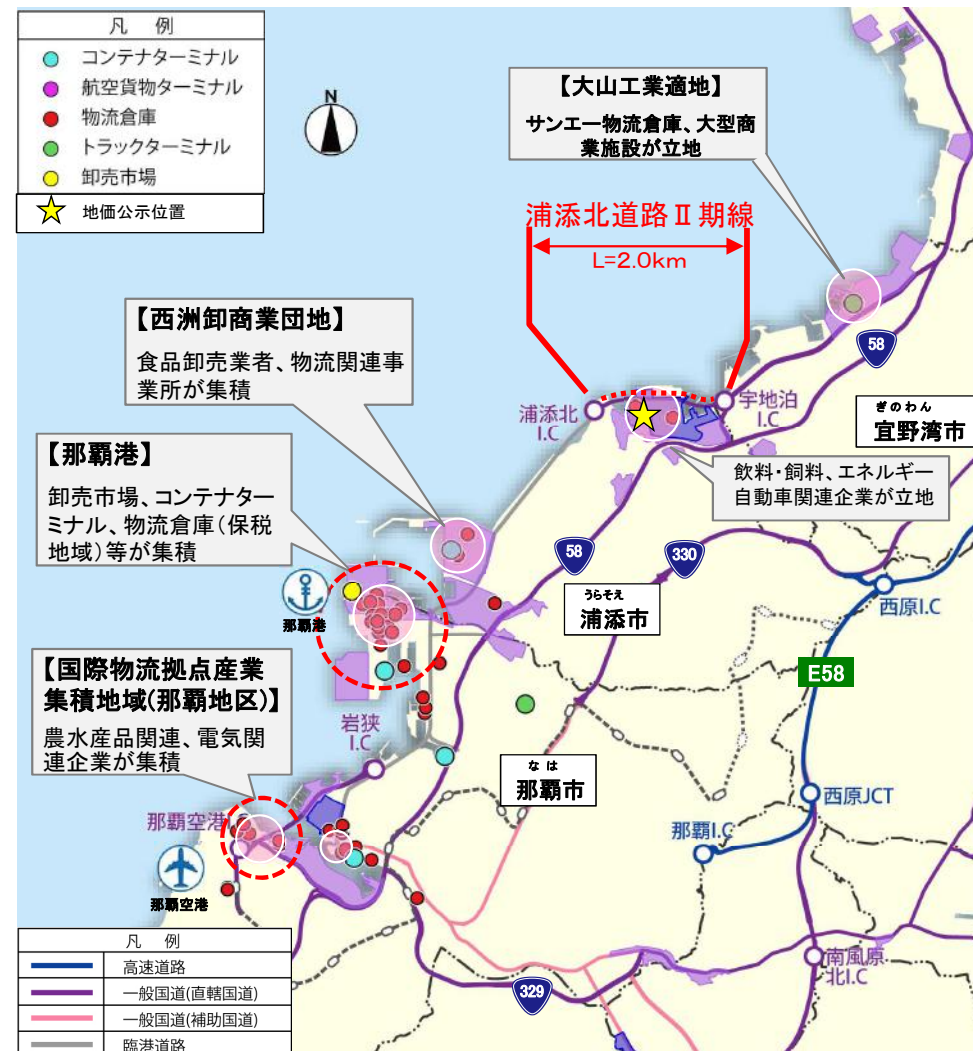 凡 例
コンテナターミナル
航空貨物ターミナル
物流倉庫
トラックターミナル
卸売市場
地価公示位置
N
【大山工業適地】
サンエー物流倉庫、大型商
業施設が立地
浦添北道路Ⅱ期線
L=2.0km
【西洲卸商業団地】
食品卸売業者、物流関連事
業所が集積
58
浦添北
I.C
宇地泊
I.C
ぎのわん
宜野湾市
【那覇港】
卸売市場、コンテナター
ミナル、物流倉庫(保税
地域)等が集積
飲料・飼料、エネルギー
自動車関連企業が立地
58
330
那覇港
うらそえ
浦添市
西原I.C
【国際物流拠点産業
集積地域(那覇地区)】
農水産品関連、電気関
連企業が集積
E58
岩狭
I.C
なは
那覇市
西原JCT
那覇空港
那覇I.C
那覇空港
凡 例
高速道路
一般国道(直轄国道)
一般国道(補助国道)
臨港道路
329
南風原
北I.C